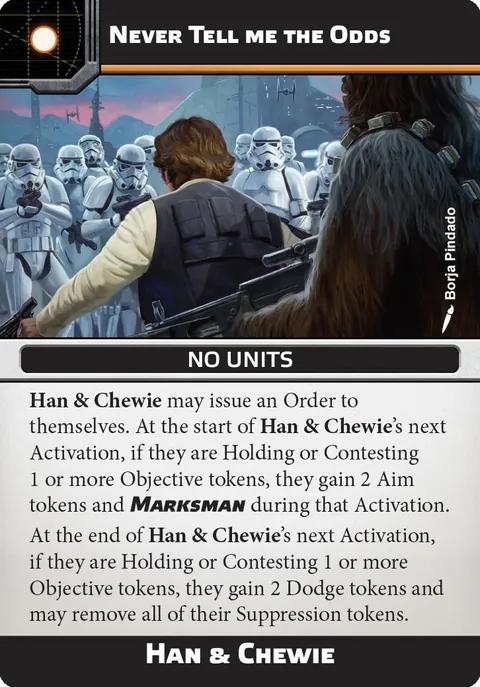 Never Tell me the Odds
Borja Pindado
NO UNITS
Han & Chewie may issue an Order to
themselves. At the start of Han & Chewie's next
Activation, if they are Holding or Contesting
1 or more Objective tokens, they gain 2 Aim
tokens and Marksman during that Activation.
At the end of Han & Chewie's next Activation,
if they are Holding or Contesting 1 or more
Objective tokens, they gain 2 Dodge tokens and
may remove all of their Suppression tokens.
Han & Chewie